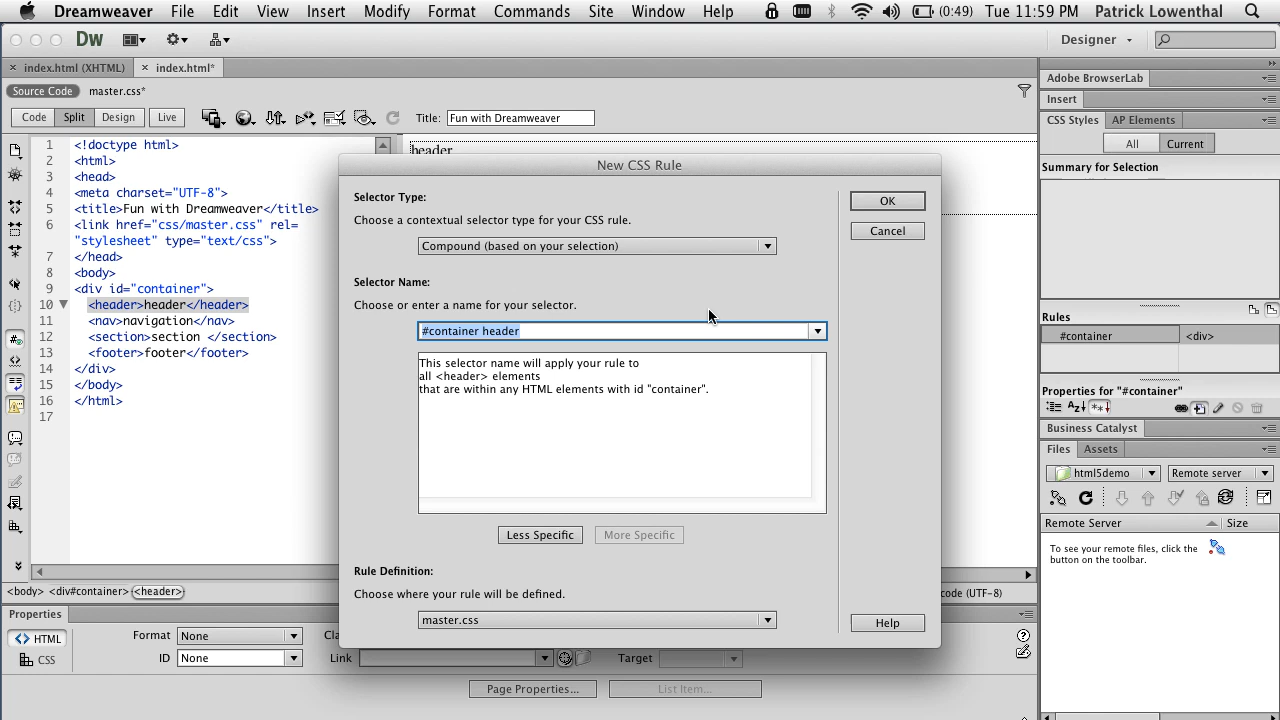 Dreamweaver File Edit View Insert Modify Format Commands Site Window Help (0:49) Tue 11:59 PM Patrick Lowenthal
Dw Designer
index.html (XHTML) index.html*
Source Code master.css*
Code Split Design Live Title: Fun with Dreamweaver
1 <!doctype html>
2 <html>
3 <head>
4 <meta charset="UTF-8">
5 <title>Fun with Dreamweaver</title>
6 <link href="css/master.css" rel=
"stylesheet" type="text/css">
7 </head>
8 <body>
9 <div id="container">
10 <header>header</header>
11 <nav>navigation</nav>
12 <section>section </section>
13 <footer>footer</footer>
14 </div>
15 </body>
16 </html>
17
header
New CSS Rule
Selector Type:
Choose a contextual selector type for your CSS rule.
Compound (based on your selection)
Selector Name:
Choose or enter a name for your selector.
#container header
This selector name will apply your rule to
all <header> elements
that are within any HTML elements with id "container".
Less Specific More Specific
Rule Definition:
Choose where your rule will be defined.
master.css
OK
Cancel
Help
Adobe BrowserLab
Insert
CSS Styles AP Elements
All Current
Summary for Selection
Rules
#container <div>
Properties for "#container"
Business Catalyst
Files Assets
html5demo Remote server
Remote Server Size
To see your remote files, click the
button on the toolbar.
<body> <div#container> <header>
code (UTF-8)
Properties
HTML Format None Cla
CSS ID None Link Target
Page Properties... List Item...